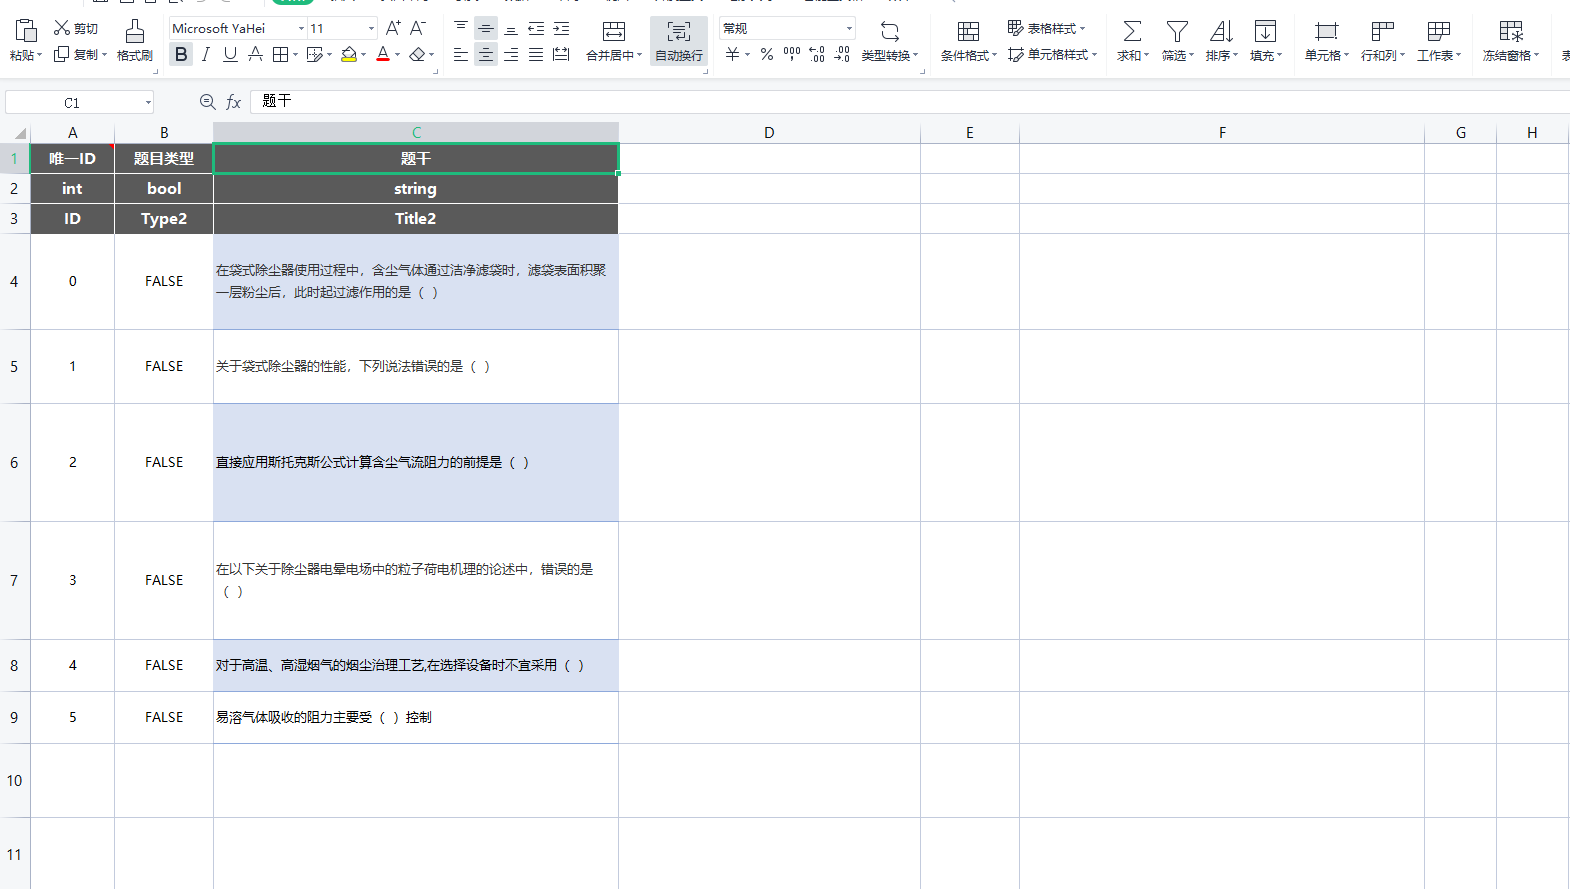 剪切
Microsoft YaHei 11 A⁺ A⁻
常规
表格样式
粘贴 复制 格式刷
B I U A A
合并居中 自动换行
¥ % 类型转换
条件格式 单元格样式
求和 筛选 排序 填充 单元格 行和列 工作表 冻结窗格
C1 fx 题干
A B C D E F G H
1 唯一ID 题目类型 题干
2 int bool string
3 ID Type2 Title2
在袋式除尘器使用过程中，含尘气体通过洁净滤袋时，滤袋表面积聚
4 0 FALSE
一层粉尘后，此时起过滤作用的是（ ）
5 1 FALSE 关于袋式除尘器的性能，下列说法错误的是（ ）
6 2 FALSE 直接应用斯托克斯公式计算含尘气流阻力的前提是（ ）
在以下关于除尘器电晕电场中的粒子荷电机理的论述中，错误的是
7 3 FALSE
（ ）
8 4 FALSE 对于高温、高湿烟气的烟尘治理工艺,在选择设备时不宜采用（ ）
9 5 FALSE 易溶气体吸收的阻力主要受（ ）控制
10
11